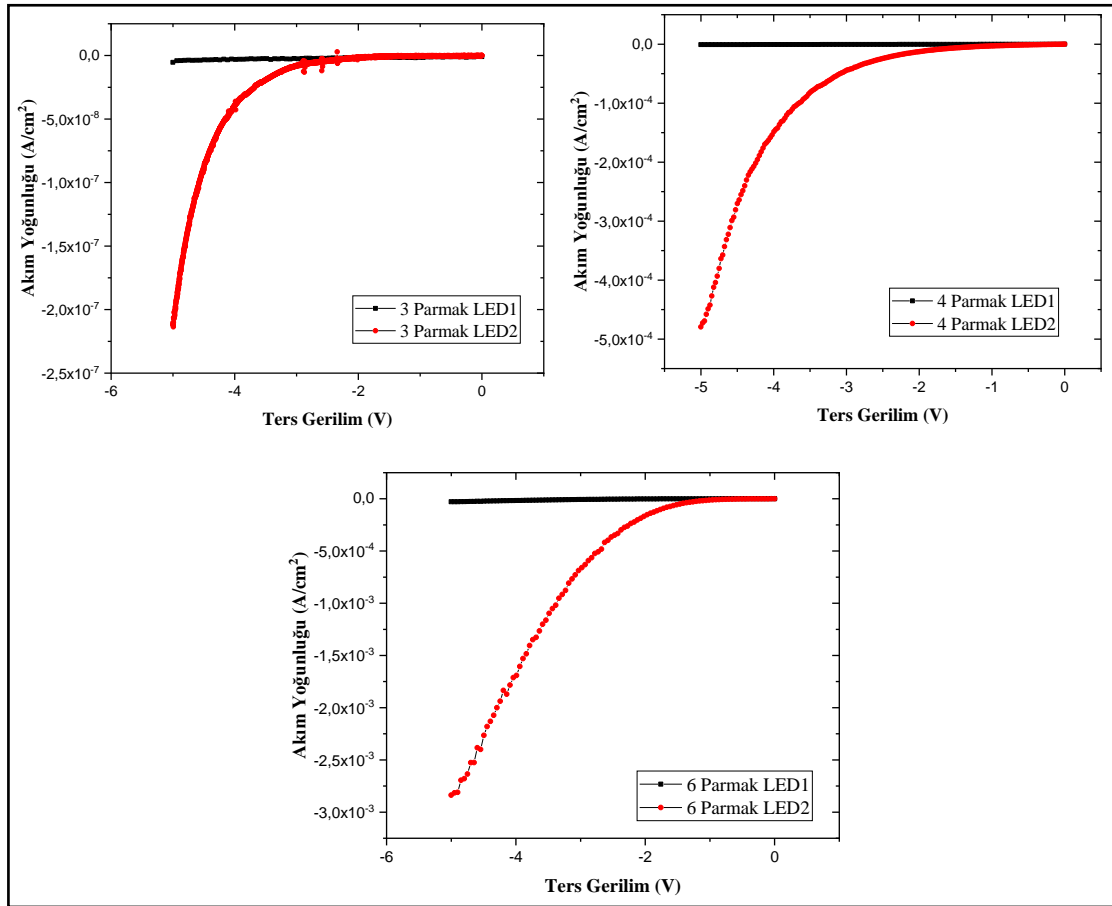 0,0
-5,0x10⁻⁸
-1,0x10⁻⁷
-1,5x10⁻⁷
-2,0x10⁻⁷
-2,5x10⁻⁷
Akım Yoğunluğu (A/cm²)
3 Parmak LED1
3 Parmak LED2
-6 -4 -2 0
Ters Gerilim (V)
0,0
-1,0x10⁻⁴
-2,0x10⁻⁴
-3,0x10⁻⁴
-4,0x10⁻⁴
-5,0x10⁻⁴
Akım Yoğunluğu (A/cm²)
4 Parmak LED1
4 Parmak LED2
-5 -4 -3 -2 -1 0
Ters Gerilim (V)
0,0
-5,0x10⁻⁴
-1,0x10⁻³
-1,5x10⁻³
-2,0x10⁻³
-2,5x10⁻³
-3,0x10⁻³
Akım Yoğunluğu (A/cm²)
6 Parmak LED1
6 Parmak LED2
-6 -4 -2 0
Ters Gerilim (V)